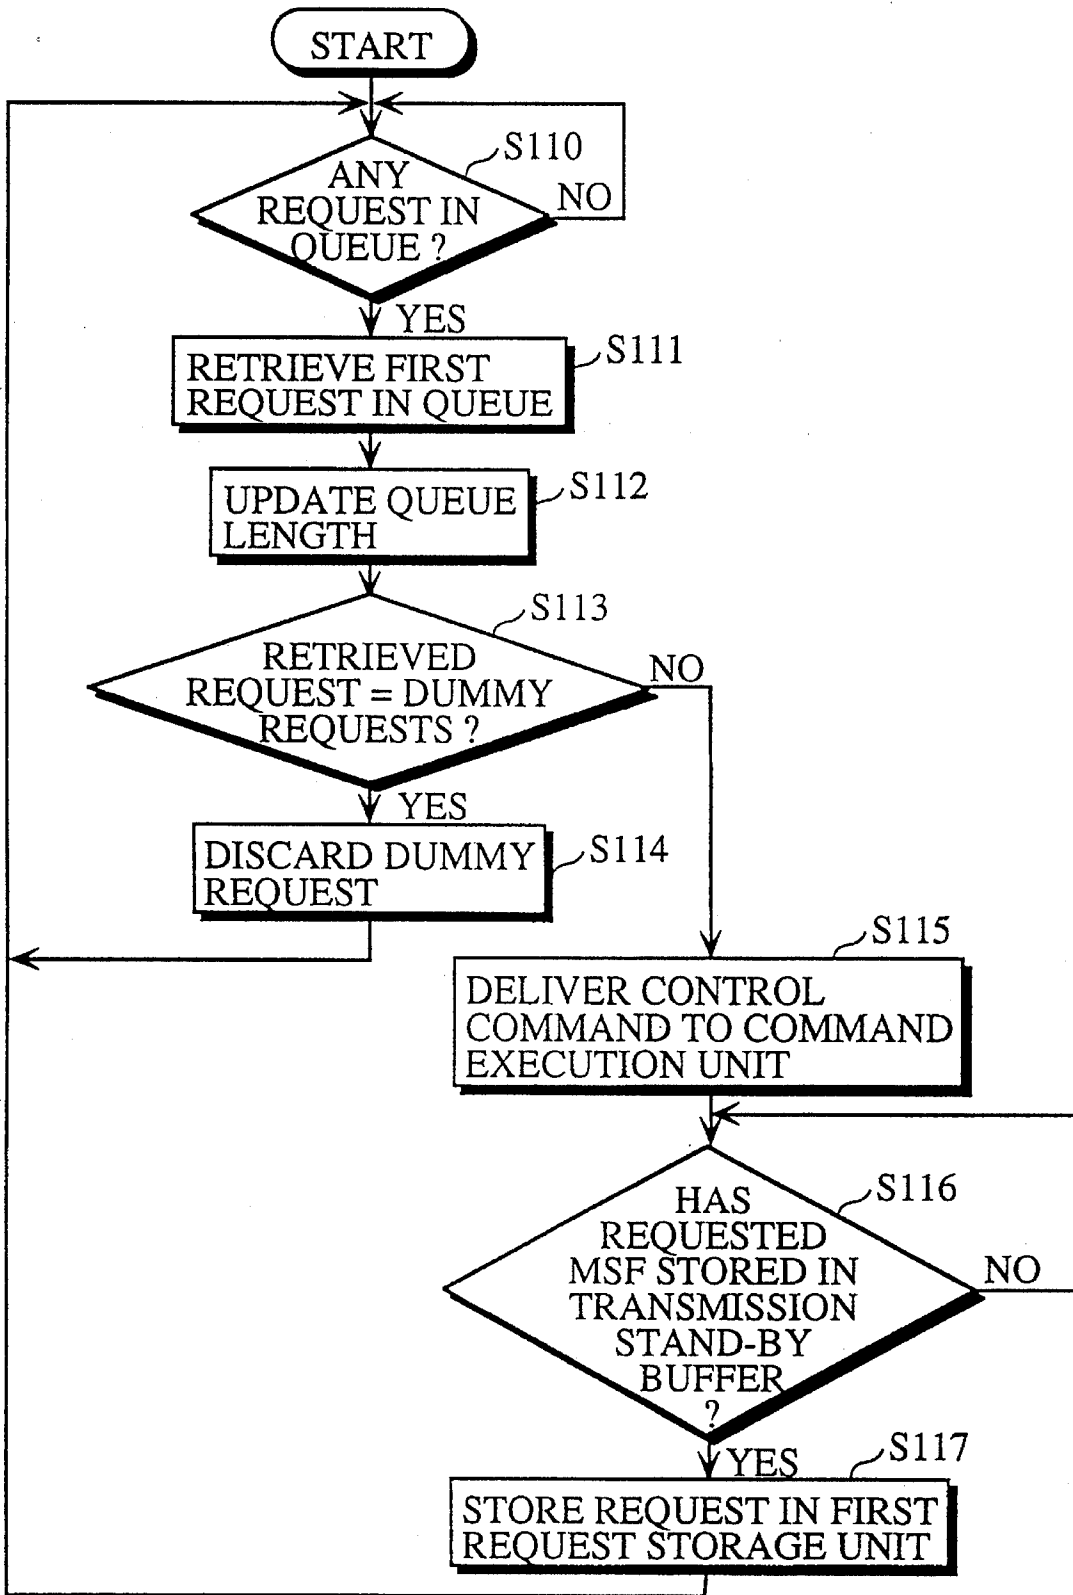 START
S110
ANY
REQUEST IN
QUEUE ?
NO
YES
S111
RETRIEVE FIRST
REQUEST IN QUEUE
S112
UPDATE QUEUE
LENGTH
S113
RETRIEVED
REQUEST = DUMMY
REQUESTS ?
NO
YES
S114
DISCARD DUMMY
REQUEST
S115
DELIVER CONTROL
COMMAND TO COMMAND
EXECUTION UNIT
S116
HAS
REQUESTED
MSF STORED IN
TRANSMISSION
STAND-BY
BUFFER
?
NO
YES
S117
STORE REQUEST IN FIRST
REQUEST STORAGE UNIT